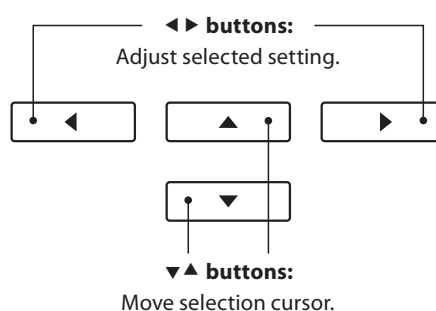 ◀ ▶ buttons:
Adjust selected setting.
▼▲ buttons:
Move selection cursor.